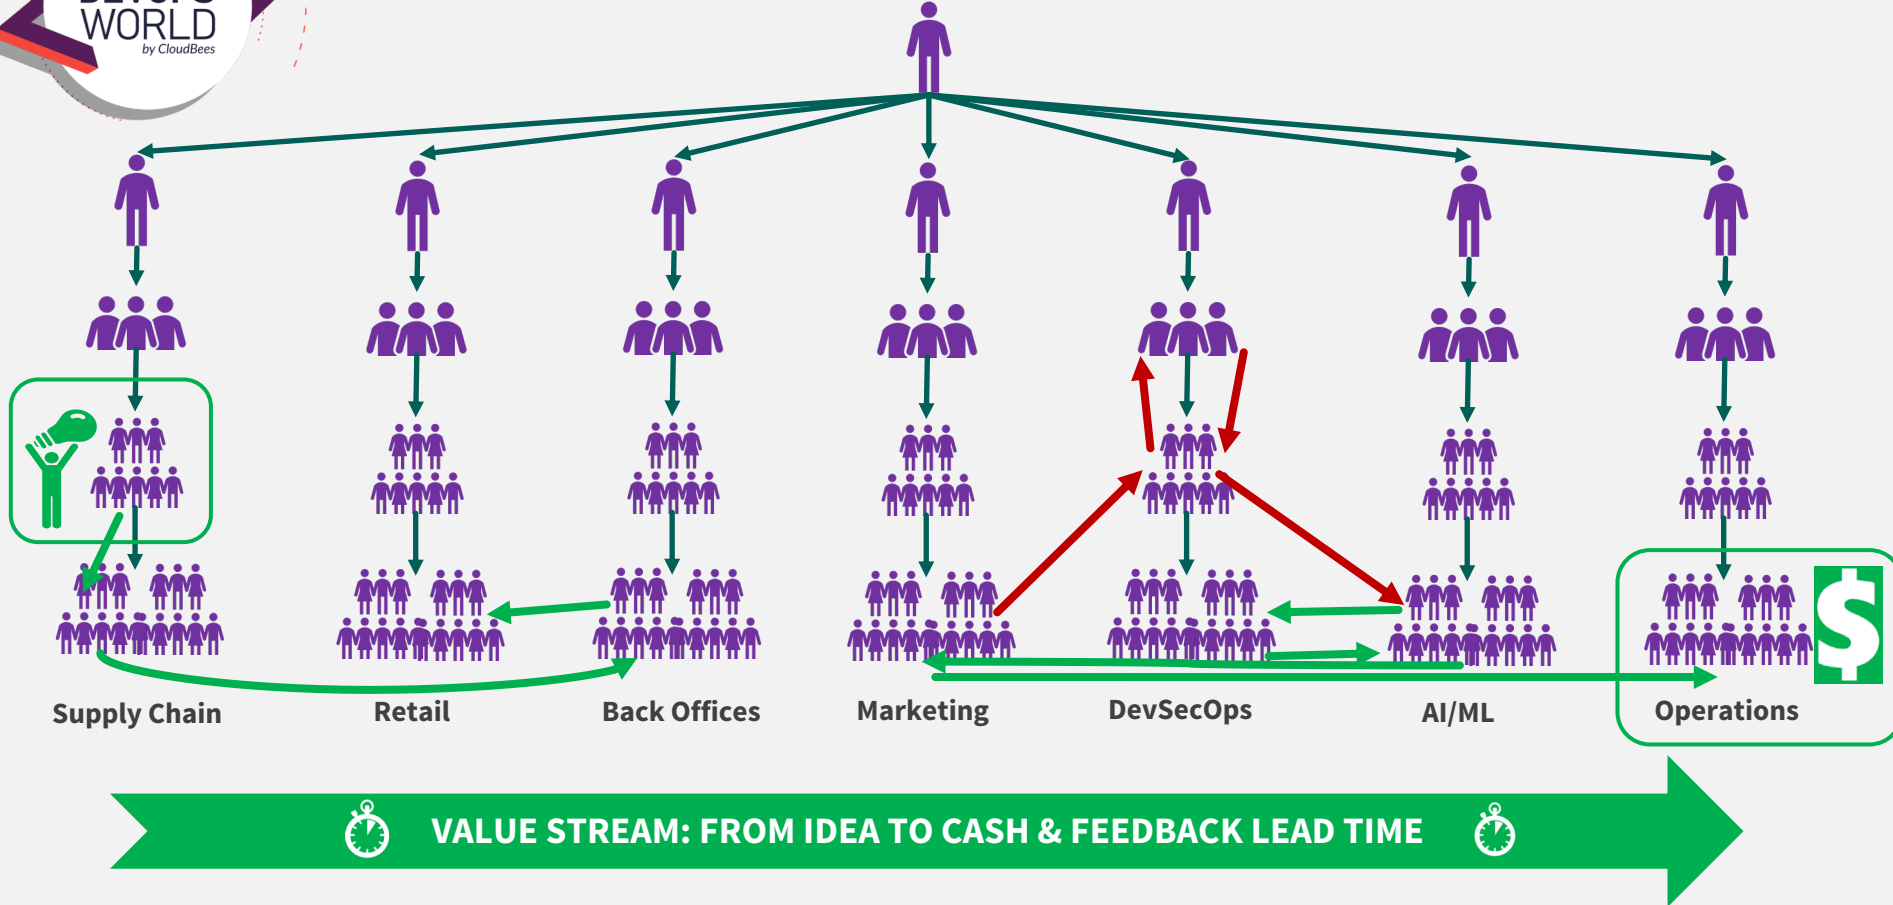 WORLD
by CloudBees
Supply Chain
Retail
Back Offices
Marketing
DevSecOps
AI/ML
Operations
$
VALUE STREAM: FROM IDEA TO CASH & FEEDBACK LEAD TIME